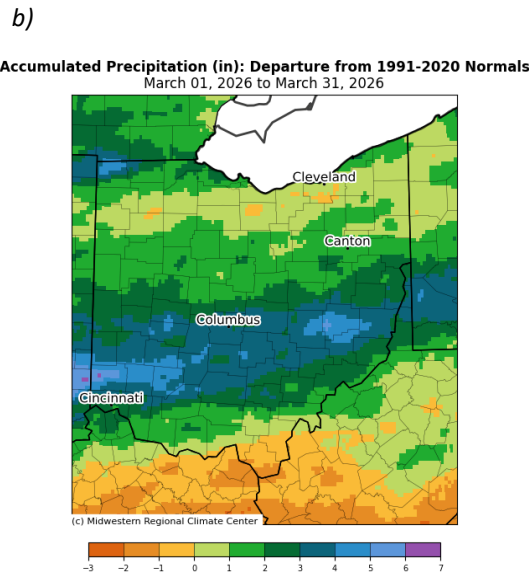 b)
Accumulated Precipitation (in): Departure from 1991-2020 Normals
March 01, 2026 to March 31, 2026
Cleveland
Canton
Columbus
Cincinnati
(c) Midwestern Regional Climate Center
−3 −2 −1 0 1 2 3 4 5 6 7